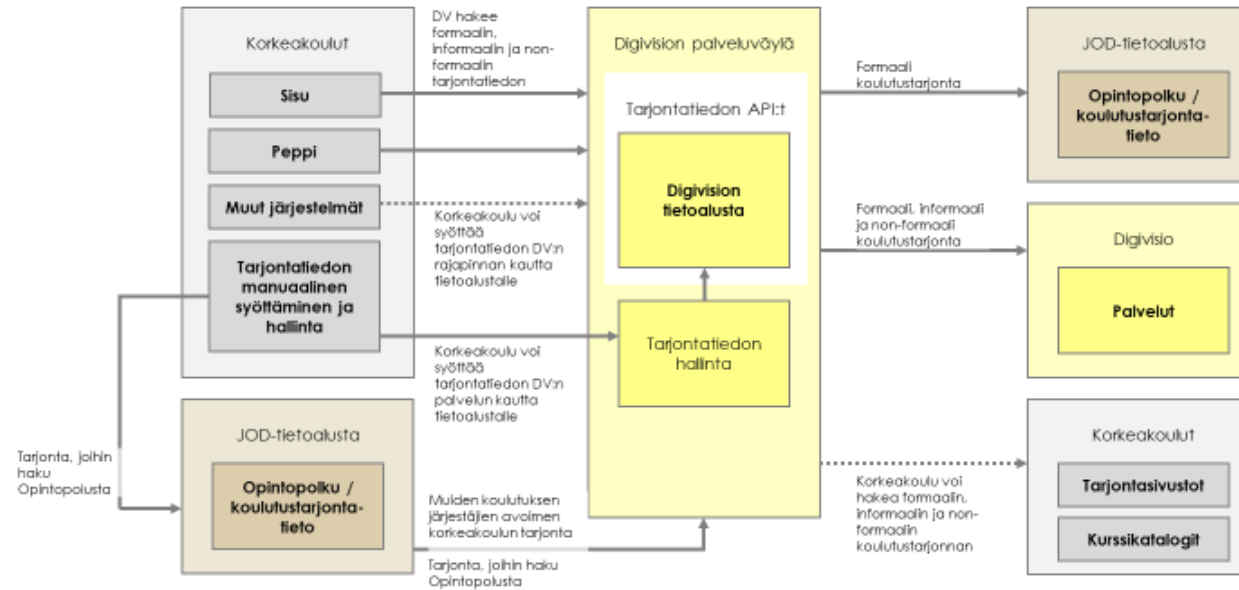 Korkeakoulut
Sisu
Peppi
Muut järjestelmät
Tarjontatiedon
manuaalinen
syöttäminen ja
hallinta
DV hakee
formaalin,
informaalin ja non-
formaalin
tarjontatiedon
Korkeakoulu voi
syöttää
tarjontatiedon DV:n
rajapinnan kautta
tietoalustalle
Korkeakoulu voi
syöttää
tarjontatiedon DV:n
palvelun kautta
tietoalustalle
Tarjonta, joihin
haku
Opintopolusta
JOD-tietoalusta
Opintopolku /
koulutustarjonta-
tieto
Muiden koulutuksen
järjestäjien avoimen
korkeakoulun tarjonta
Tarjonta, joihin haku
Opintopolusta
Digivision palveluväylä
Tarjontatiedon API:t
Digivision
tietoalusta
Tarjontatiedon
hallinta
Formaali
koulutustarjonta
Formaali, informaali
ja non-formaali
koulutustarjonta
Korkeakoulu voi
hakea formaalin,
informaalin ja non-
formaalin
koulutustarjonnan
JOD-tietoalusta
Opintopolku /
koulutustarjonta-
tieto
Digivisio
Palvelut
Korkeakoulut
Tarjontasivustot
Kurssikatalogit